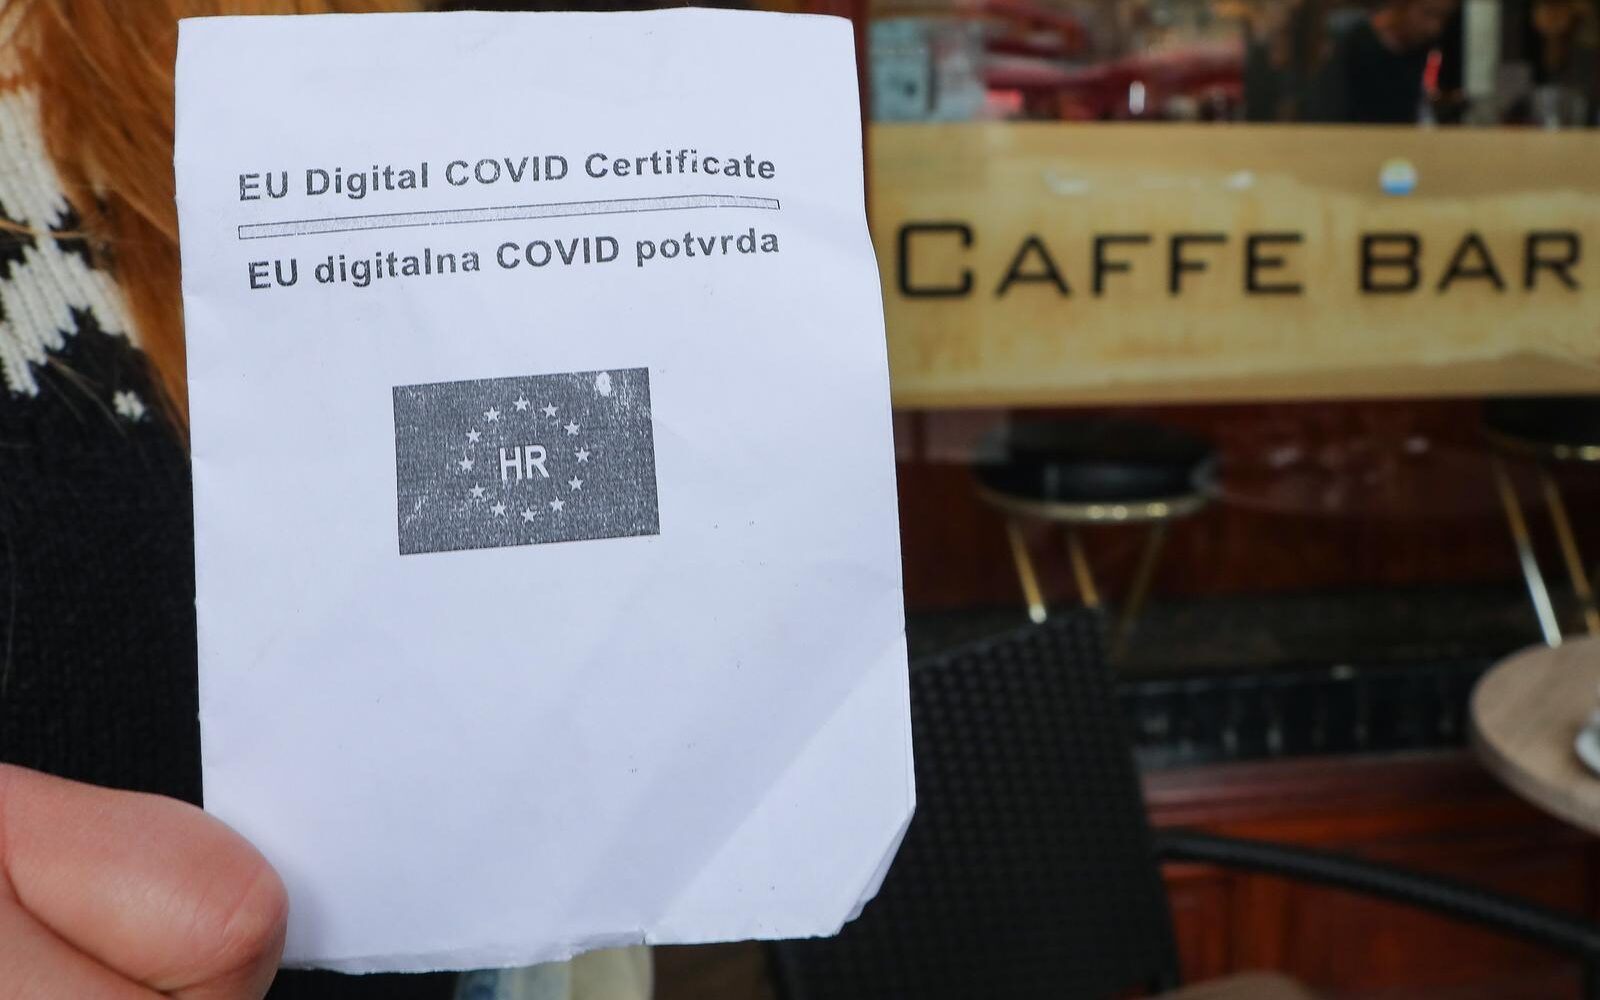 EU Digital COVID Certificate
EU digitalna COVID potvrda
HR
CAFFE BAR